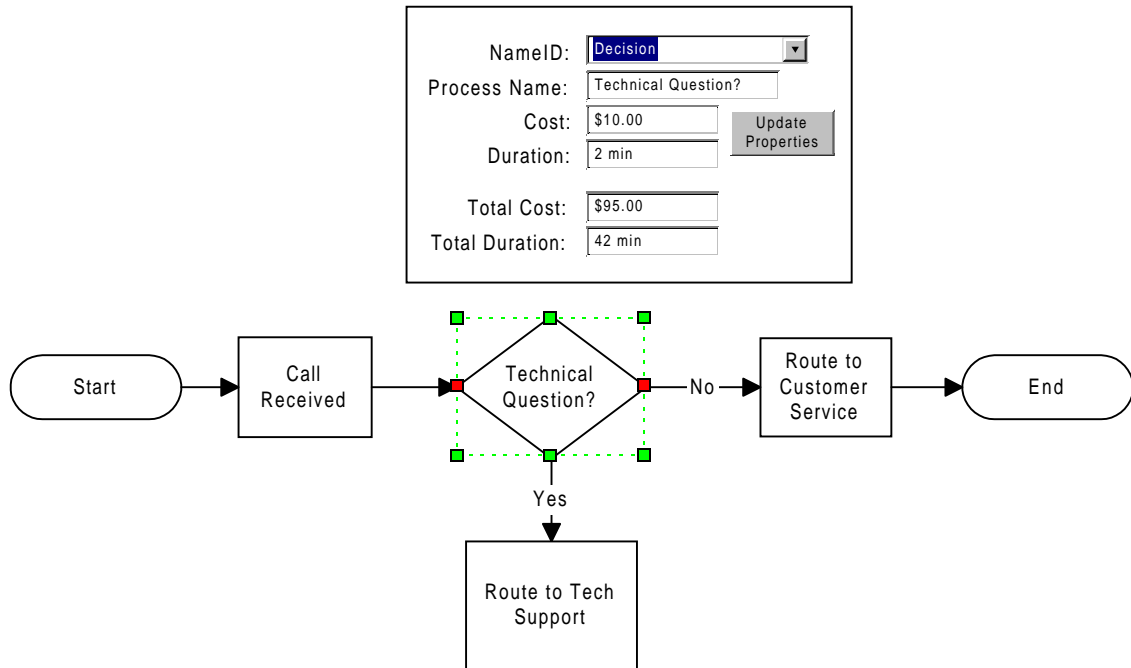 NameID: Decision
Process Name: Technical Question?
Cost: $10.00
Update
Properties
Duration: 2 min
Total Cost: $95.00
Total Duration: 42 min
Start
Call
Received
Technical
Question?
No
Route to
Customer
Service
End
Yes
Route to Tech
Support